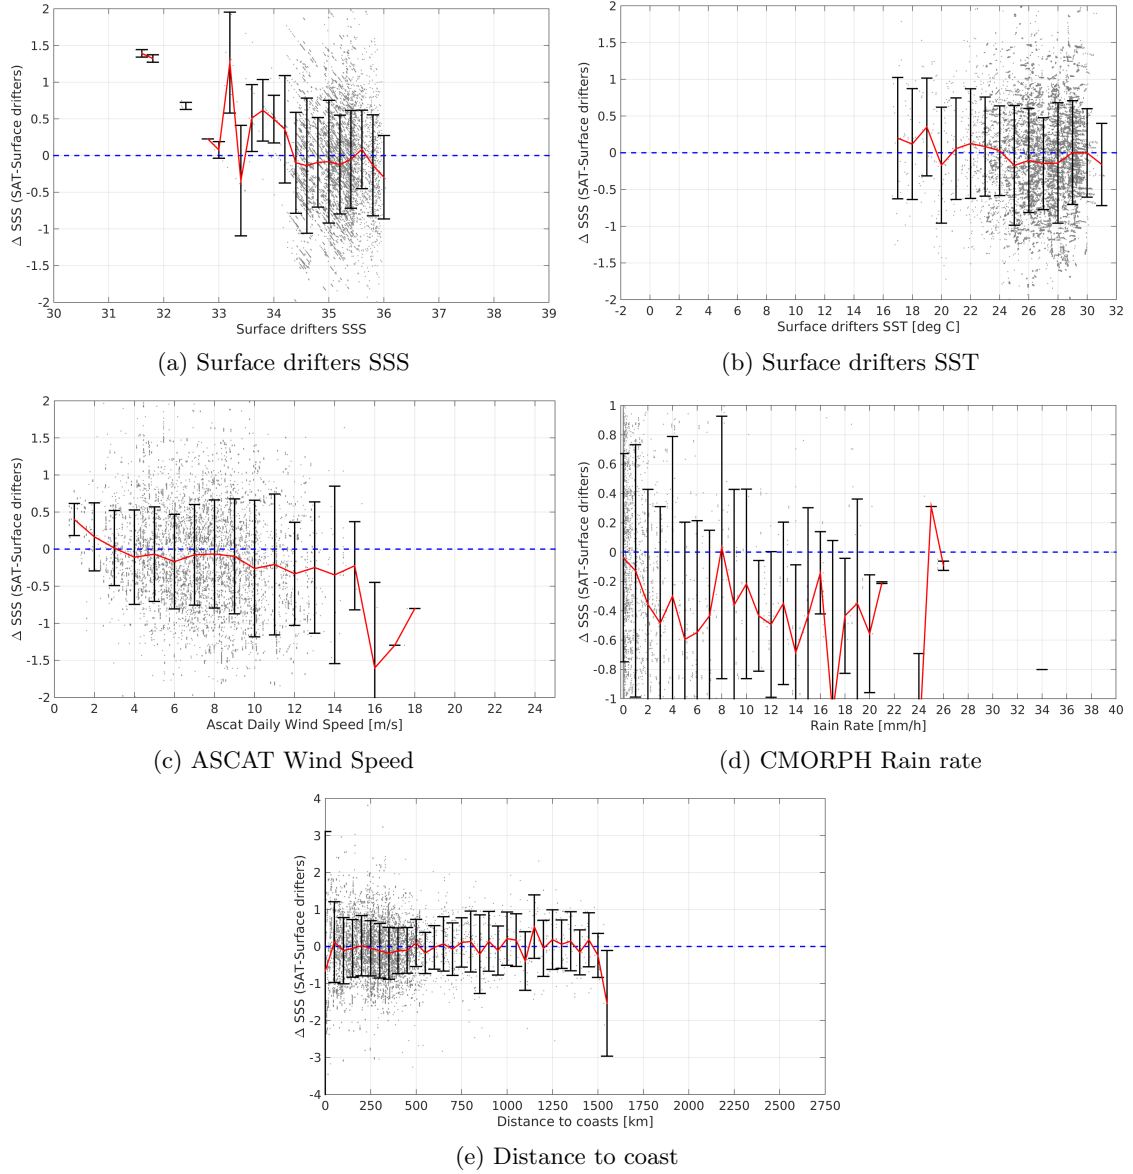 2
1.5
1
0.5
0
-0.5
-1
-1.5
-2
Δ SSS (SAT-Surface drifters)
30 31 32 33 34 35 36 37 38 39
Surface drifters SSS
(a) Surface drifters SSS
2
1.5
1
0.5
0
-0.5
-1
-1.5
-2
Δ SSS (SAT-Surface drifters)
-2 0 2 4 6 8 10 12 14 16 18 20 22 24 26 28 30 32
Surface drifters SST [deg C]
(b) Surface drifters SST
2
1.5
1
0.5
0
-0.5
-1
-1.5
-2
Δ SSS (SAT-Surface drifters)
0 2 4 6 8 10 12 14 16 18 20 22 24
Ascat Daily Wind Speed [m/s]
(c) ASCAT Wind Speed
1
0.8
0.6
0.4
0.2
0
-0.2
-0.4
-0.6
-0.8
-1
Δ SSS (SAT-Surface drifters)
0 2 4 6 8 10 12 14 16 18 20 22 24 26 28 30 32 34 36 38 40
Rain Rate [mm/h]
(d) CMORPH Rain rate
4
3
2
1
0
-1
-2
-3
-4
Δ SSS (SAT-Surface drifters)
0 250 500 750 1000 1250 1500 1750 2000 2250 2500 2750
Distance to coasts [km]
(e) Distance to coast